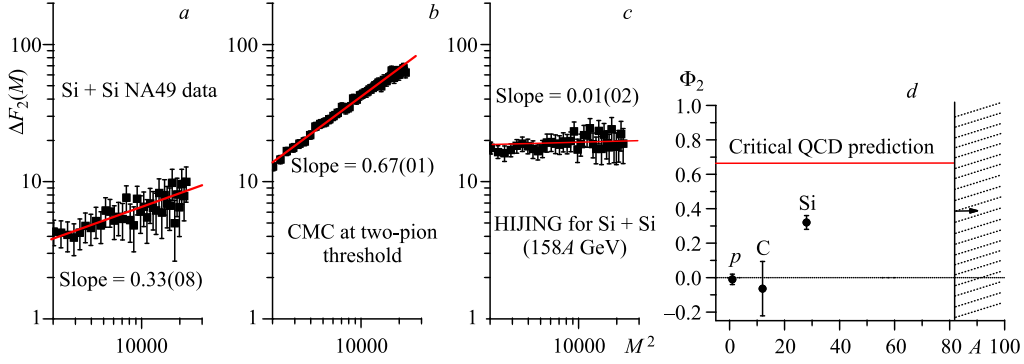 a
100
ΔF₂(M)
Si + Si NA49 data
10
Slope = 0.33(08)
1
10000
b
100
Slope = 0.67(01)
10
CMC at two-pion
threshold
1
10000
c
100
Slope = 0.01(02)
10
HIJING for Si + Si
(158A GeV)
1
10000
M²
d
Φ₂
1.0
0.8
Critical QCD prediction
0.6
0.4
Si
0.2
p
C
0.0
–0.2
0
20
40
60
80
A
100